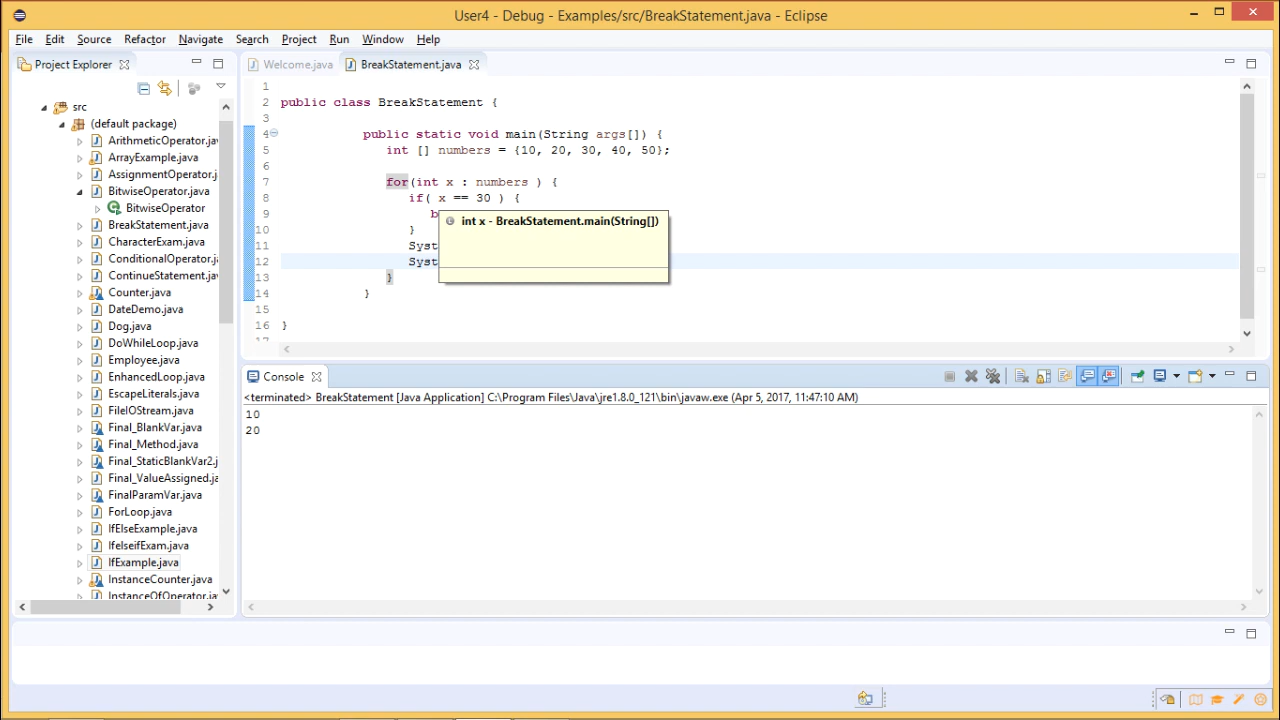 User4 - Debug - Examples/src/BreakStatement.java - Eclipse
File Edit Source Refactor Navigate Search Project Run Window Help
Project Explorer
src
(default package)
ArithmeticOperator.ja
ArrayExample.java
AssignmentOperator.ja
BitwiseOperator.java
BitwiseOperator
BreakStatement.java
CharacterExam.java
ConditionalOperator.j
ContinueStatement.ja
Counter.java
DateDemo.java
Dog.java
DoWhileLoop.java
Employee.java
EnhancedLoop.java
EscapeLiterals.java
FileIOStream.java
Final_BlankVar.java
Final_Method.java
Final_StaticBlankVar2.j
Final_ValueAssigned.ja
FinalParamVar.java
ForLoop.java
IfElseExample.java
IfelseifExam.java
IfExample.java
InstanceCounter.java
InstanceOfOperator.ja
Welcome.java BreakStatement.java
1
2 public class BreakStatement {
3
4 public static void main(String args[]) {
5 int [] numbers = {10, 20, 30, 40, 50};
6
7 for(int x : numbers ) {
8 if( x == 30 ) {
9 b
10 }
11 Syst
12 Syst
13 }
14 }
15
16 }
17
int x - BreakStatement.main(String[])
Console
<terminated> BreakStatement [Java Application] C:\Program Files\Java\jre1.8.0_121\bin\javaw.exe (Apr 5, 2017, 11:47:10 AM)
10
20